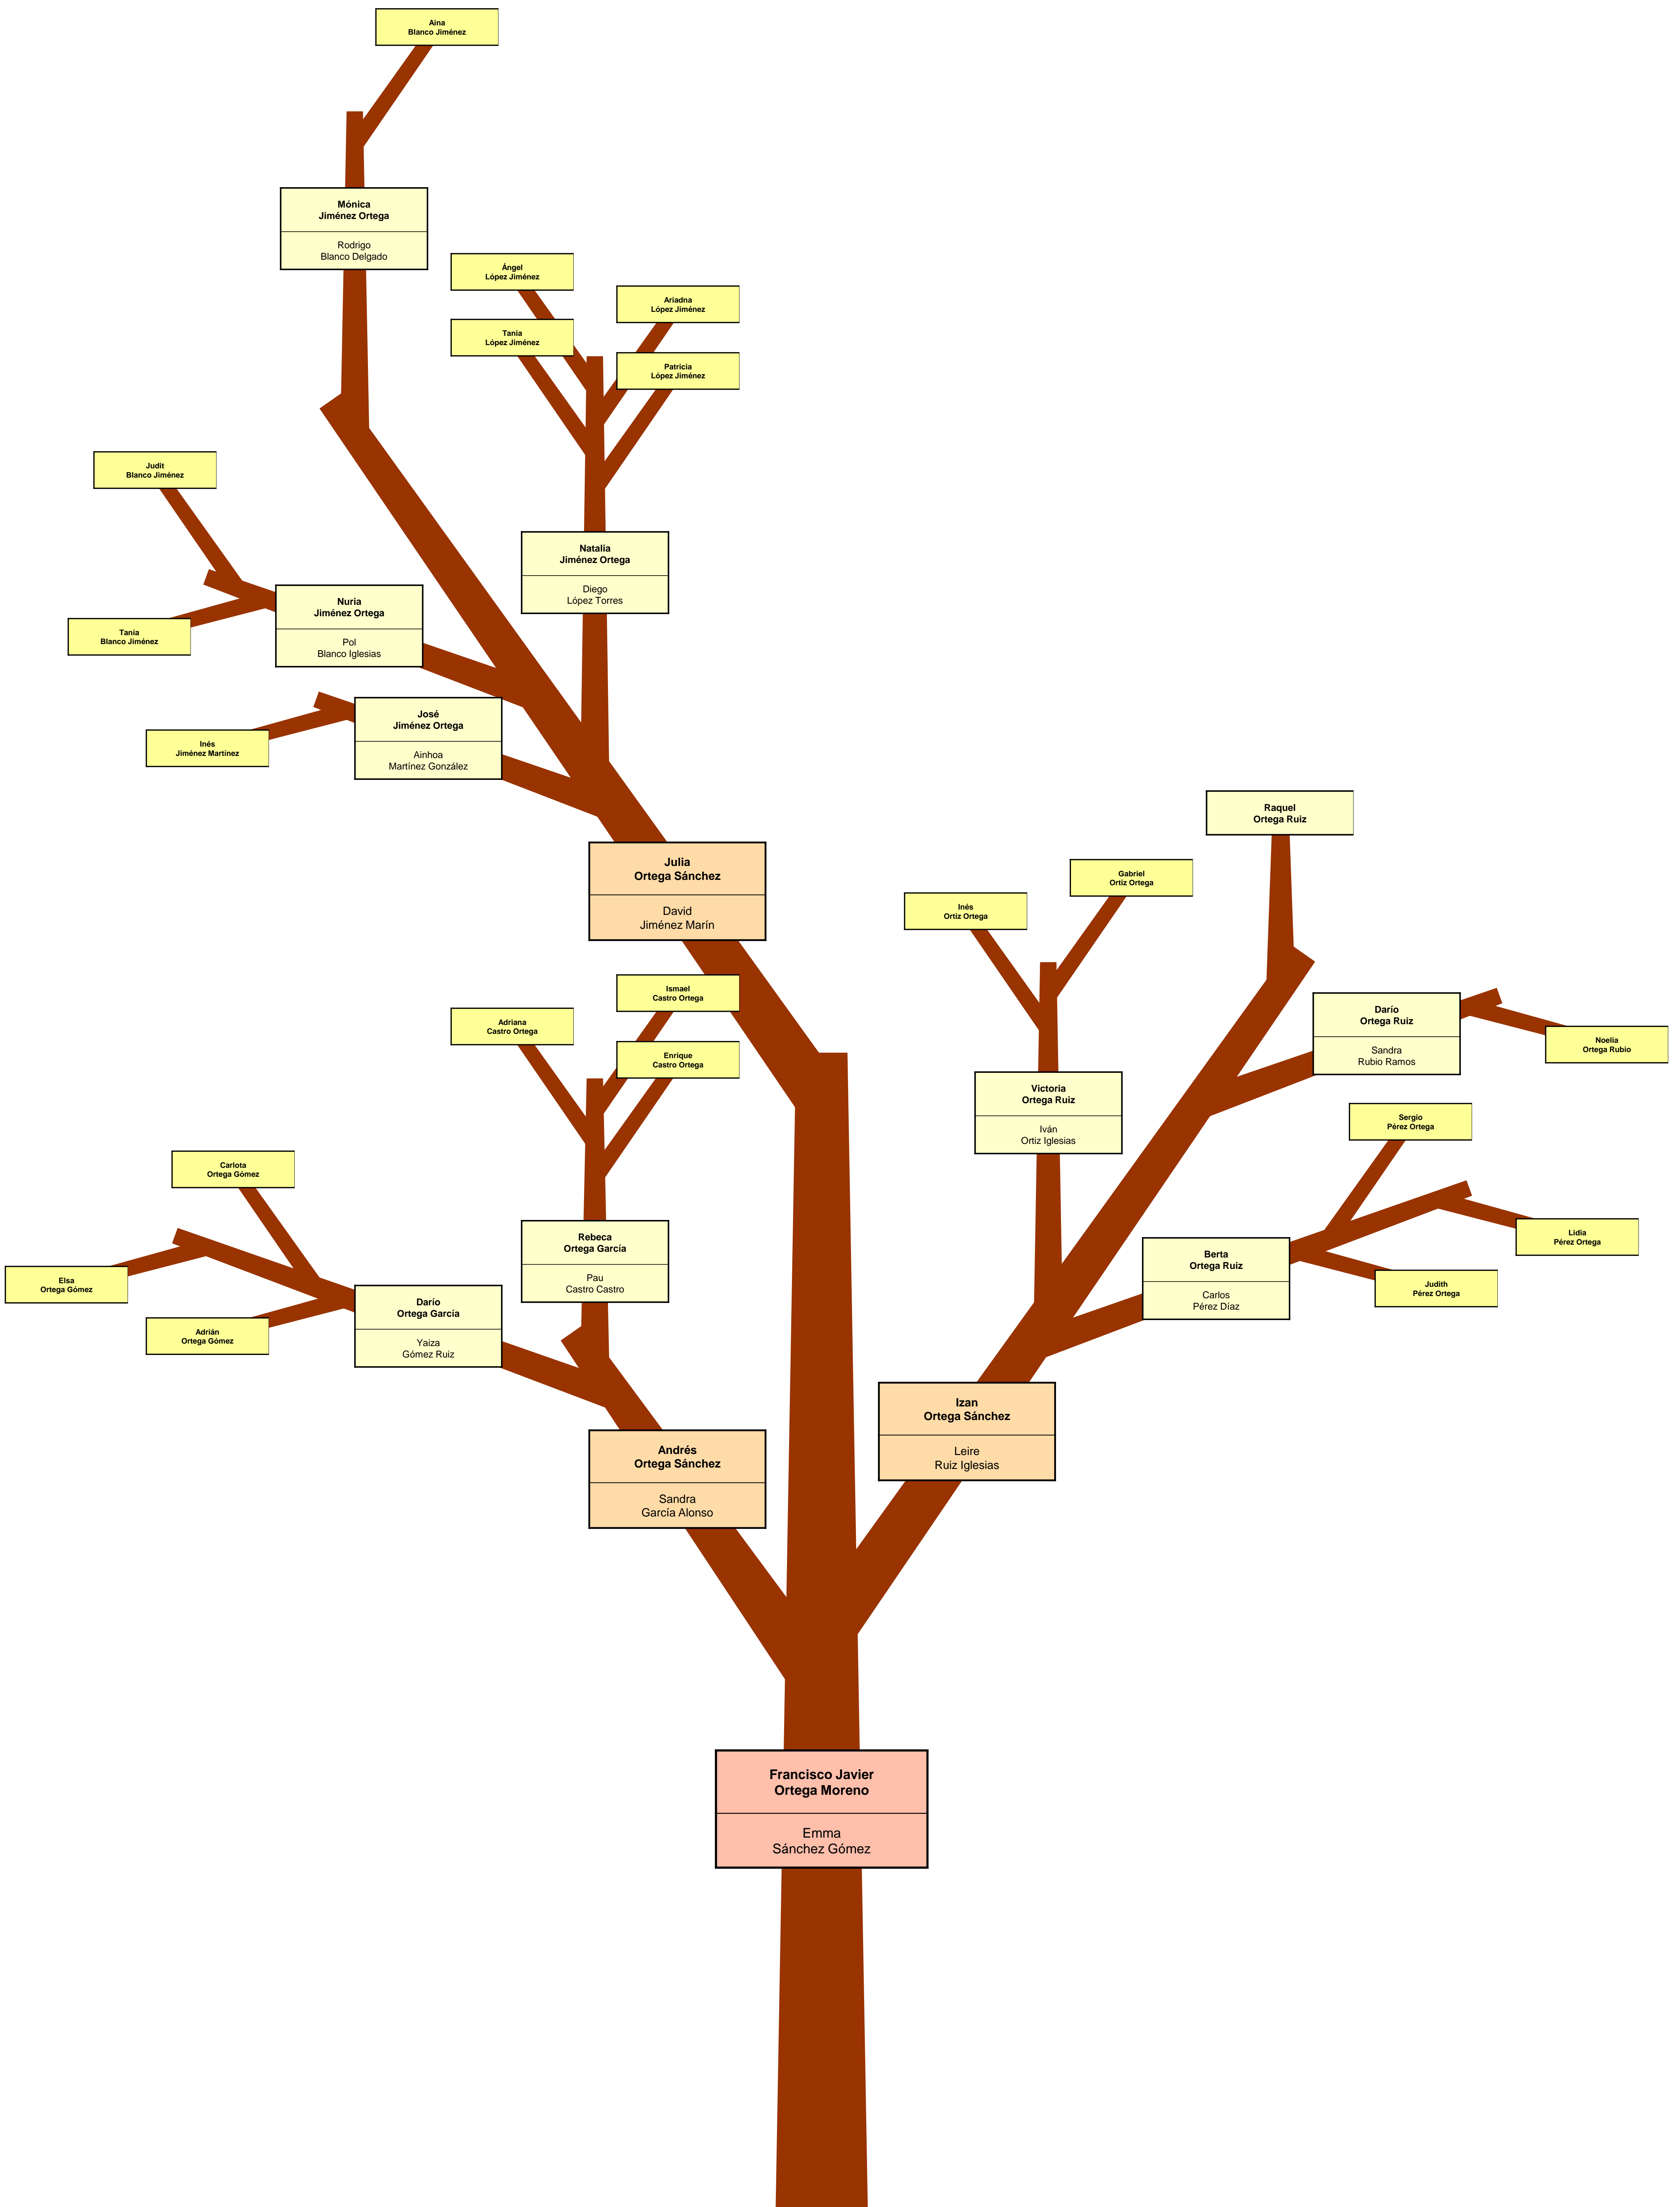 Aina
Blanco Jiménez
Mónica
Jiménez Ortega
Rodrigo
Blanco Delgado
Ángel
López Jiménez
Ariadna
López Jiménez
Tania
López Jiménez
Patricia
López Jiménez
Judit
Blanco Jiménez
Natalia
Jiménez Ortega
Diego
López Torres
Nuria
Jiménez Ortega
Pol
Blanco Iglesias
Tania
Blanco Jiménez
José
Jiménez Ortega
Ainhoa
Martínez González
Inés
Jiménez Martínez
Raquel
Ortega Ruiz
Julia
Ortega Sánchez
David
Jiménez Marín
Gabriel
Ortiz Ortega
Inés
Ortiz Ortega
Ismael
Castro Ortega
Adriana
Castro Ortega
Enrique
Castro Ortega
Darío
Ortega Ruiz
Sandra
Rubio Ramos
Noelia
Ortega Rubio
Victoria
Ortega Ruiz
Iván
Ortiz Iglesias
Sergio
Pérez Ortega
Carlota
Ortega Gómez
Rebeca
Ortega García
Pau
Castro Castro
Lidia
Pérez Ortega
Berta
Ortega Ruiz
Carlos
Pérez Díaz
Elsa
Ortega Gómez
Judith
Pérez Ortega
Darío
Ortega García
Yaiza
Gómez Ruiz
Adrián
Ortega Gómez
Izan
Ortega Sánchez
Leire
Ruiz Iglesias
Andrés
Ortega Sánchez
Sandra
García Alonso
Francisco Javier
Ortega Moreno
Emma
Sánchez Gómez